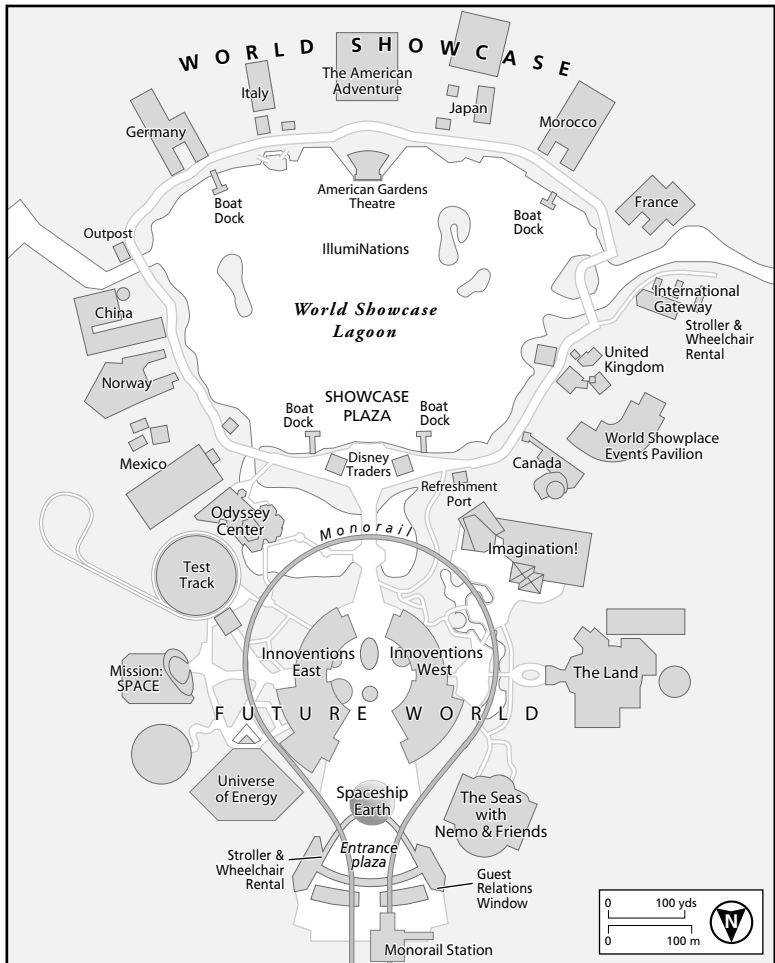 WORLD SHOWCASE
The American
Adventure
Italy
Japan
Germany
Morocco
American Gardens
Theatre
France
Boat
Dock
Boat
Dock
Outpost
IllumiNations
International
Gateway
Stroller &
Wheelchair
Rental
China
World Showcase
Lagoon
United
Kingdom
Norway
SHOWCASE
PLAZA
Boat
Dock
Boat
Dock
World Showplace
Events Pavilion
Mexico
Disney
Traders
Canada
Refreshment
Port
Odyssey
Center
Monorail
Imagination!
Test
Track
Innoventions
East
Innoventions
West
Mission:
SPACE
The Land
FUTURE WORLD
Universe
of Energy
Spaceship
Earth
The Seas
with
Nemo & Friends
Entrance
plaza
Stroller &
Wheelchair
Rental
Guest
Relations
Window
Monorail Station
0 100 yds
0 100 m
N